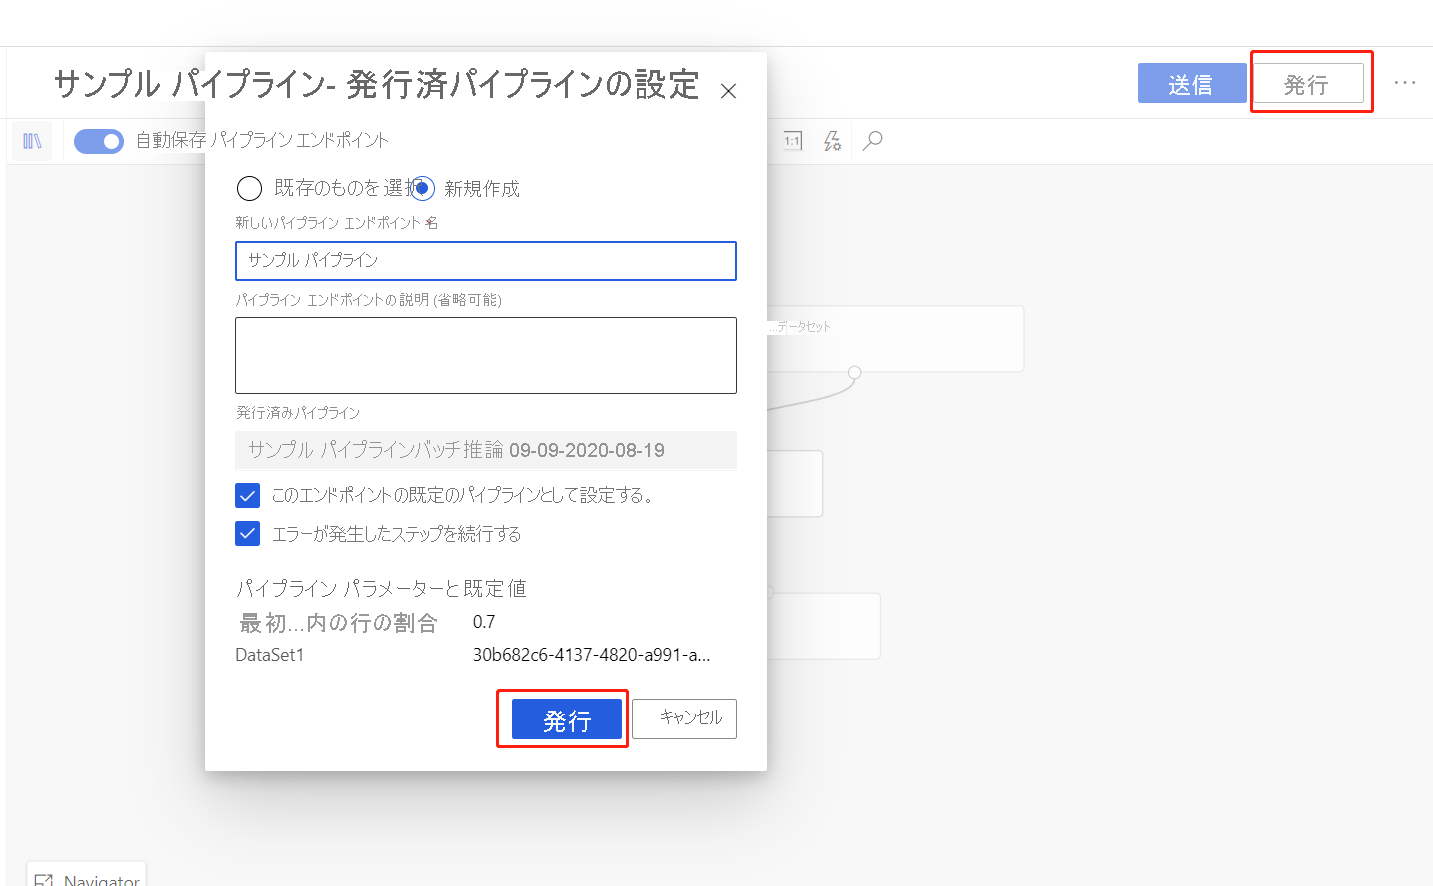 サンプル パイプライン- 発行済パイプラインの設定
送信
発行
自動保存
パイプライン エンドポイント
1:1
既存のものを選択
新規作成
新しいパイプライン エンドポイント名 *
サンプル パイプライン
パイプライン エンドポイントの説明 (省略可能)
...データセット
発行済みパイプライン
サンプル パイプラインバッチ推論 09-09-2020-08-19
このエンドポイントの既定のパイプラインとして設定する。
エラーが発生したステップを続行する
パイプライン パラメーターと既定値
最初...内の行の割合 0.7
DataSet1 30b682c6-4137-4820-a991-a...
発行
キャンセル
Navigator